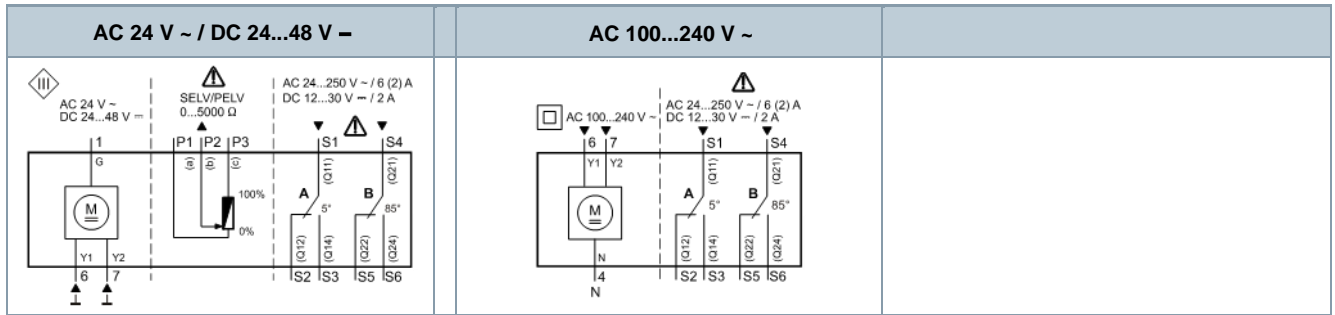 AC 24 V ~ / DC 24...48 V ⎓
AC 100...240 V ~
III
AC 24 V ~
DC 24...48 V ⎓
SELV/PELV
0...5000 Ω
AC 24...250 V ~ / 6 (2) A
DC 12...30 V ⎓ / 2 A
1
P1 P2 P3
S1
S4
G
(a) (b) (c)
(Q11)
(Q21)
100%
A
B
5°
85°
M
0%
(Q12) (Q14)
(Q22) (Q24)
Y1 Y2
6 7
S2 S3
S5 S6
AC 100...240 V ~
AC 24...250 V ~ / 6 (2) A
DC 12...30 V ⎓ / 2 A
6 7
S1
S4
Y1 Y2
(Q11)
(Q21)
A
B
5°
85°
M
(Q12) (Q14)
(Q22) (Q24)
N
4
S2 S3
S5 S6
N